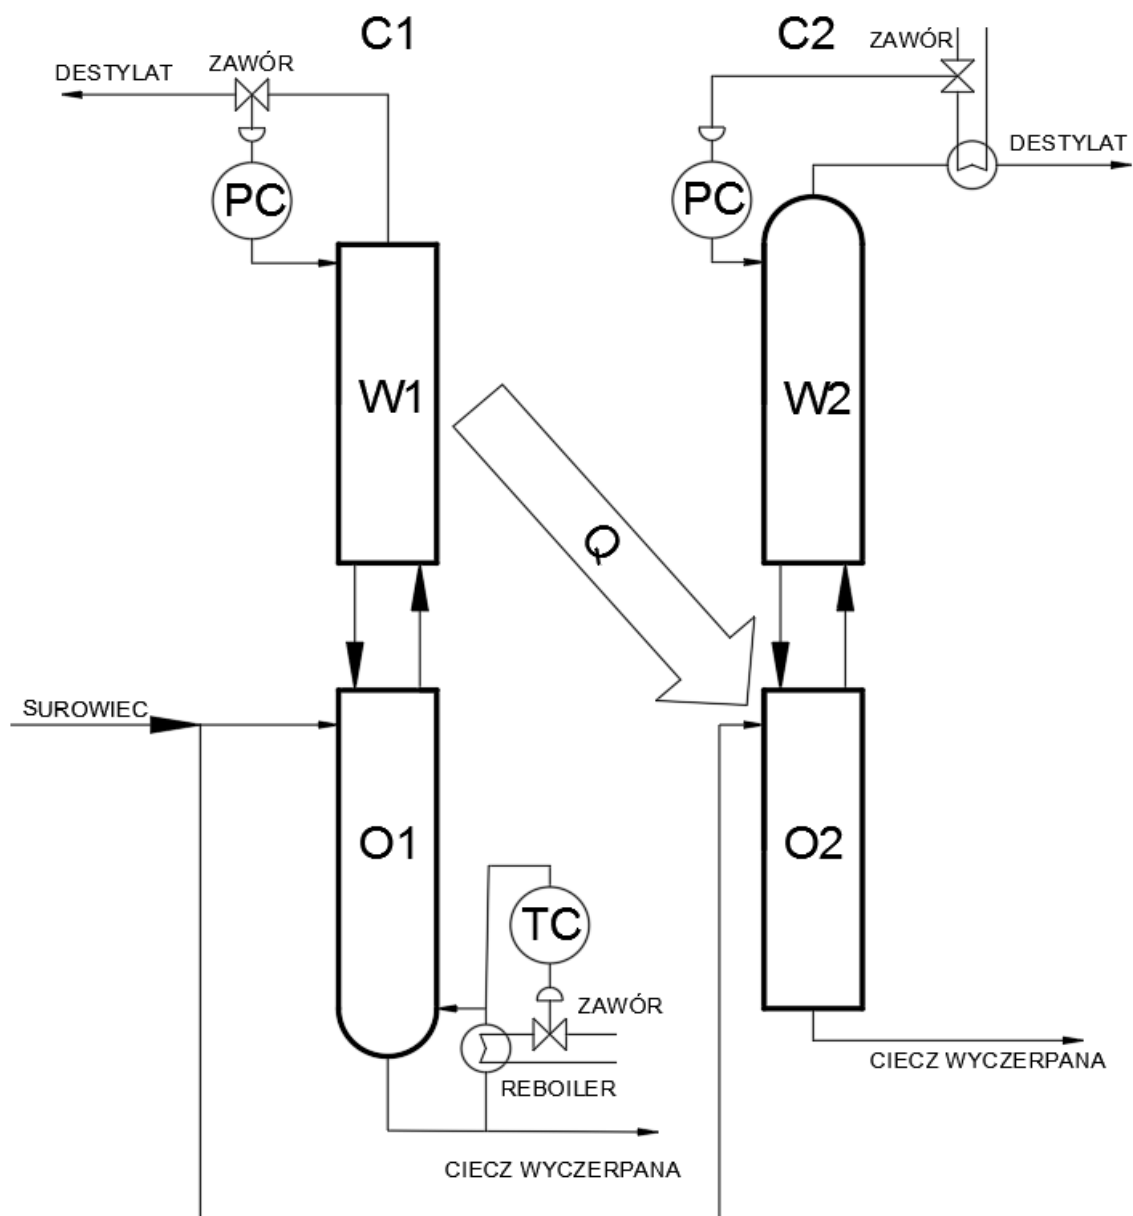 C1
C2
ZAWÓR
ZAWÓR
DESTYLAT
DESTYLAT
PC
PC
W1
W2
Q
SUROWIEC
O1
O2
TC
ZAWÓR
REBOILER
CIECZ WYCZERPANA
CIECZ WYCZERPANA